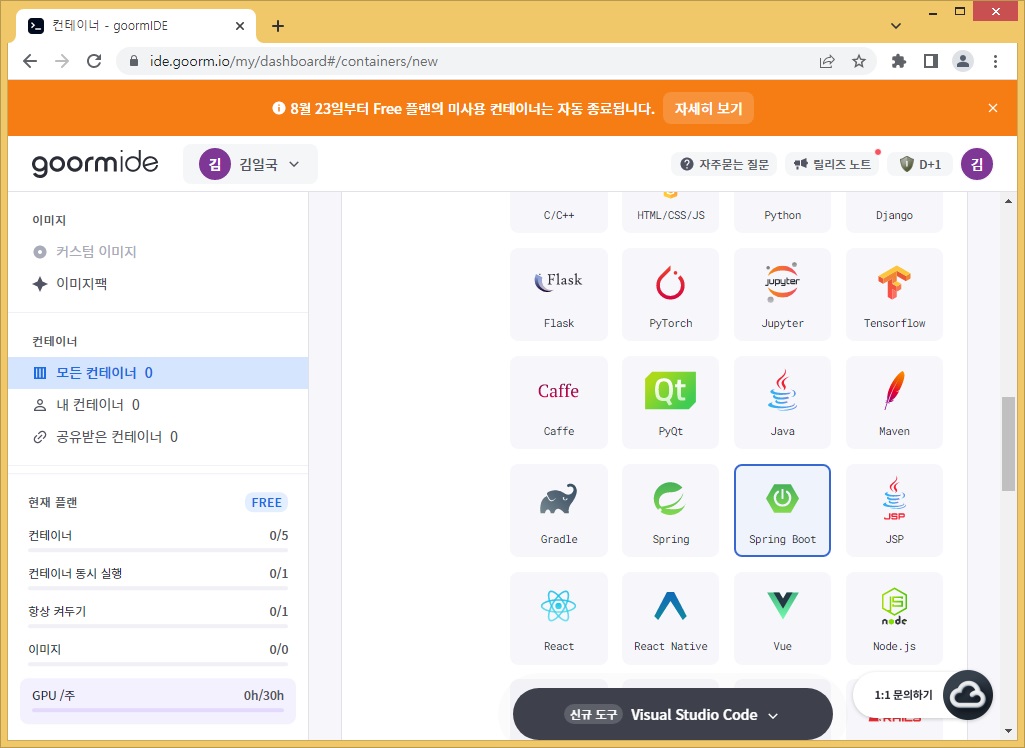 컨테이너 - goormIDE
ide.goorm.io/my/dashboard#/containers/new
8월 23일부터 Free 플랜의 미사용 컨테이너는 자동 종료됩니다. 자세히 보기
goormide 김 김일국 자주묻는 질문 릴리즈 노트 D+1 김
이미지
커스텀 이미지
이미지팩
컨테이너
모든 컨테이너 0
내 컨테이너 0
공유받은 컨테이너 0
현재 플랜 FREE
컨테이너 0/5
컨테이너 동시 실행 0/1
항상 켜두기 0/1
이미지 0/0
GPU /주 0h/30h
C/C++ HTML/CSS/JS Python Django
Flask jupyter
Flask PyTorch Jupyter Tensorflow
Caffe Qt
Caffe PyQt Java Maven
JSP
Gradle Spring Spring Boot JSP
JS node
React React Native Vue Node.js
신규 도구 Visual Studio Code
1:1 문의하기